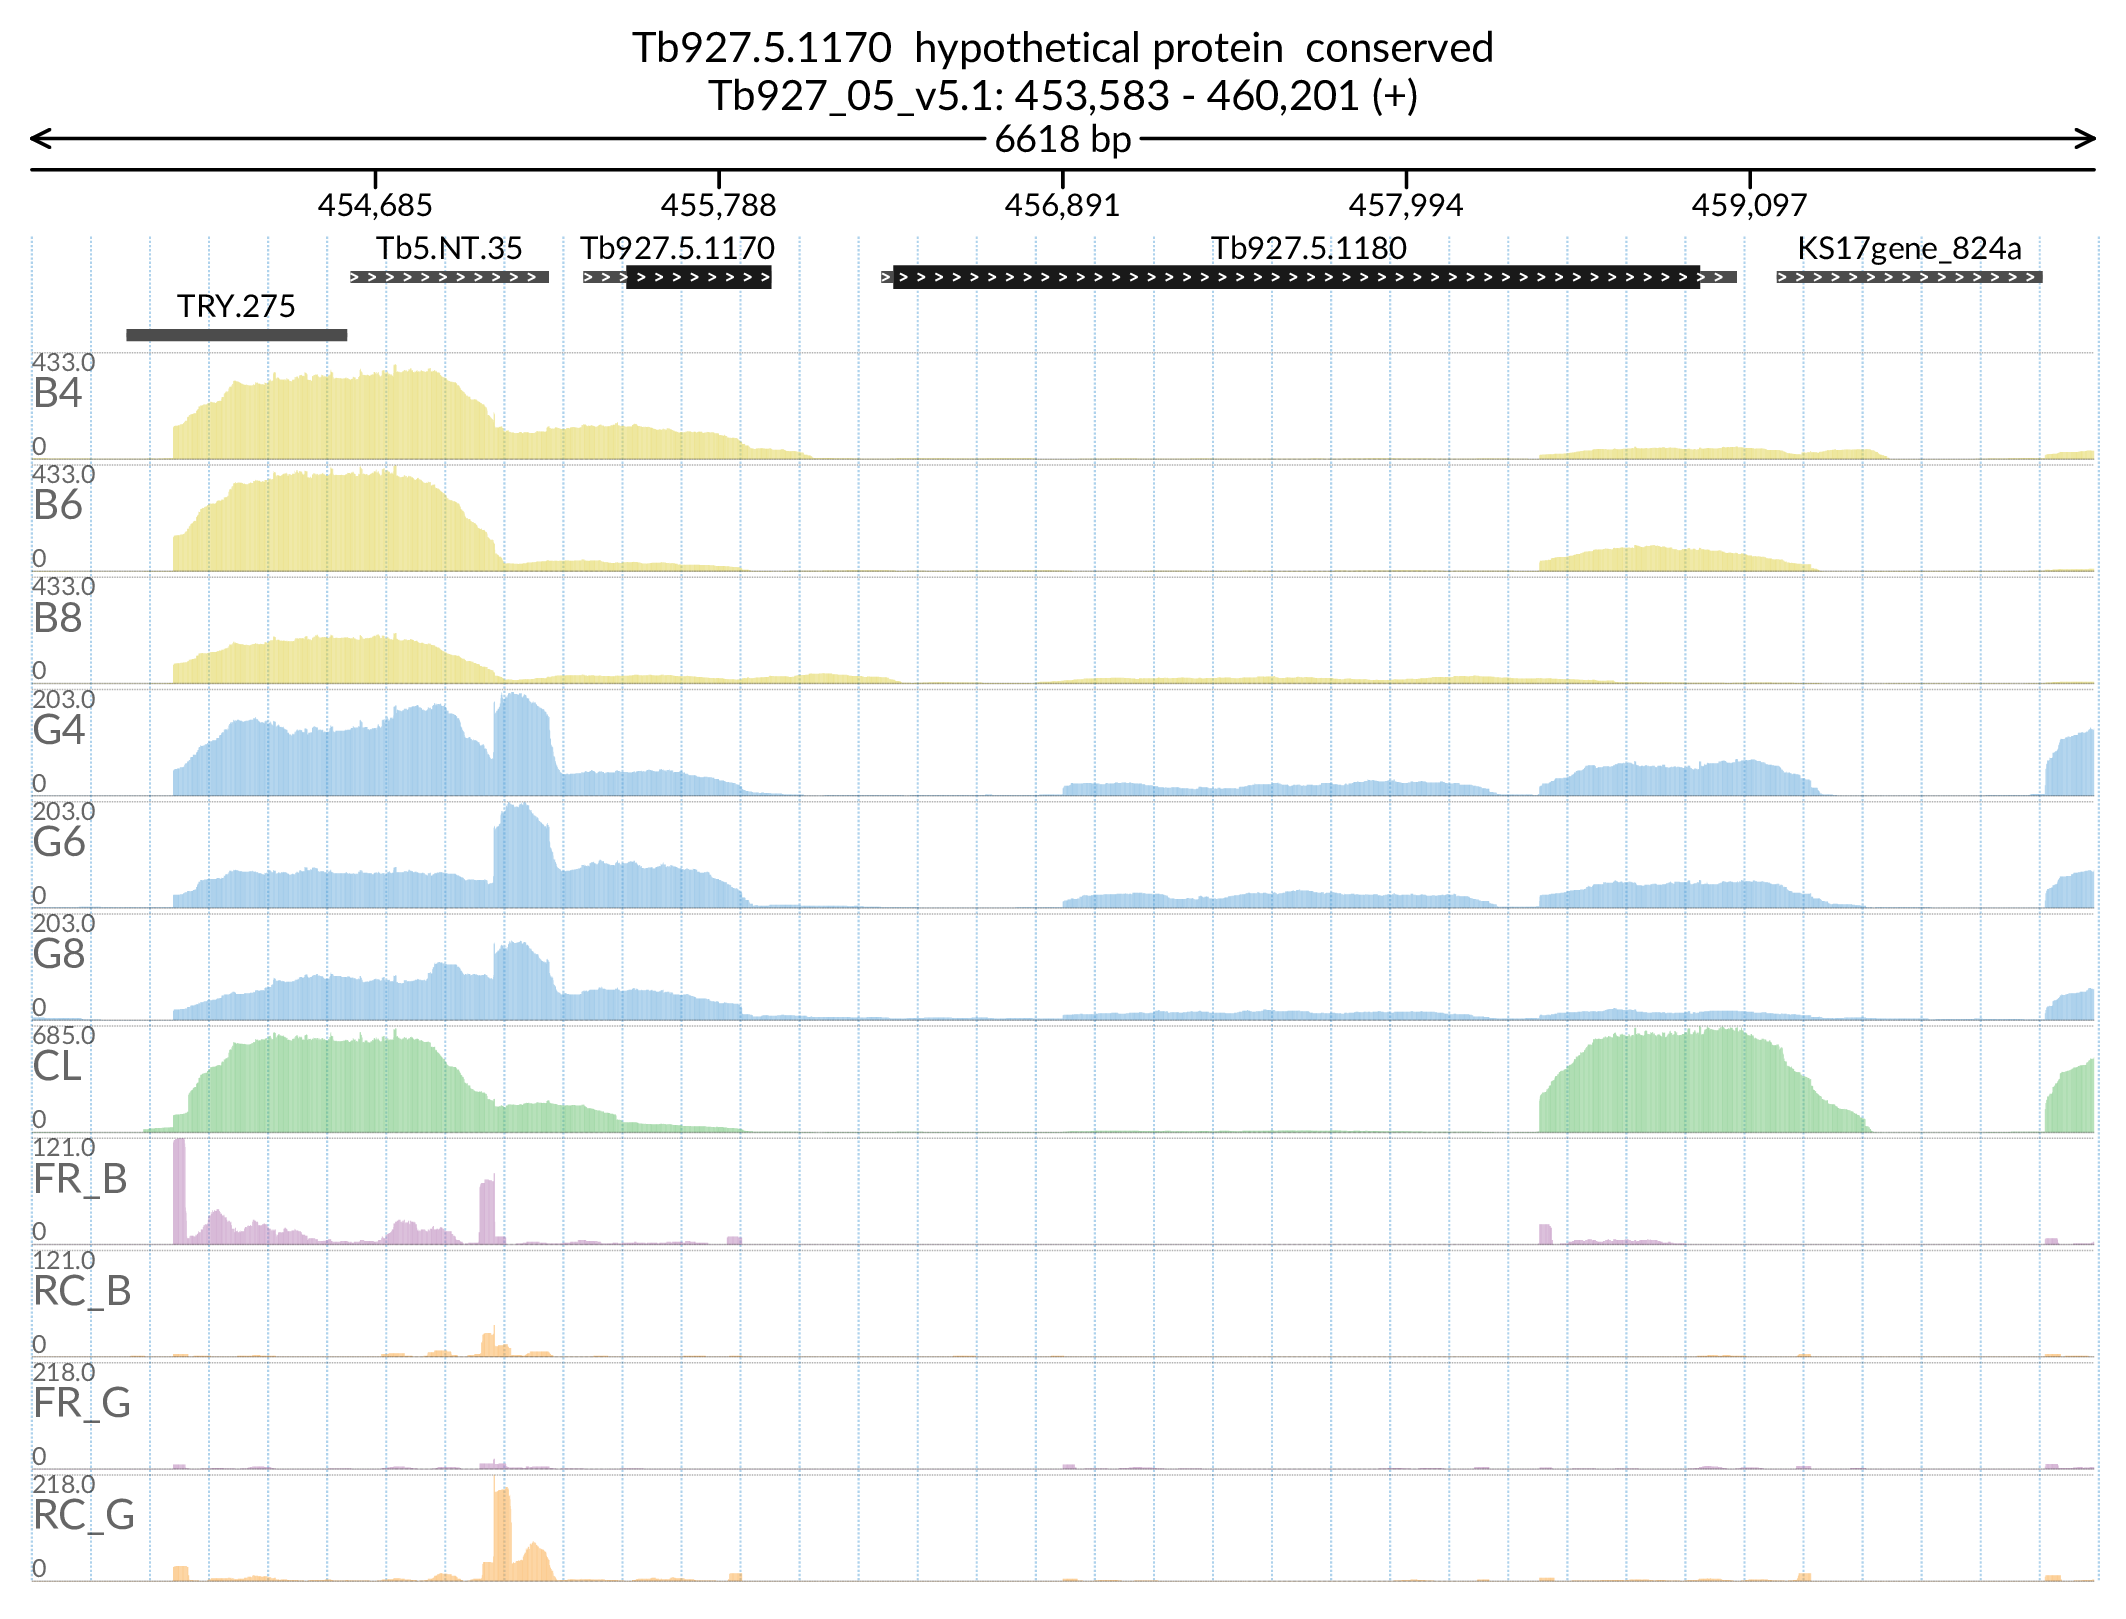 Tb927.5.1170 hypothetical protein conserved
Tb927_05_v5.1: 453,583 - 460,201 (+)
6618 bp
454,685 455,788 456,891 457,994 459,097
Tb5.NT.35 Tb927.5.1170 Tb927.5.1180 KS17gene_824a
TRY.275
433.0
B4
0
433.0
B6
0
433.0
B8
0
203.0
G4
0
203.0
G6
0
203.0
G8
0
685.0
CL
0
121.0
FR_B
0
121.0
RC_B
0
218.0
FR_G
0
218.0
RC_G
0